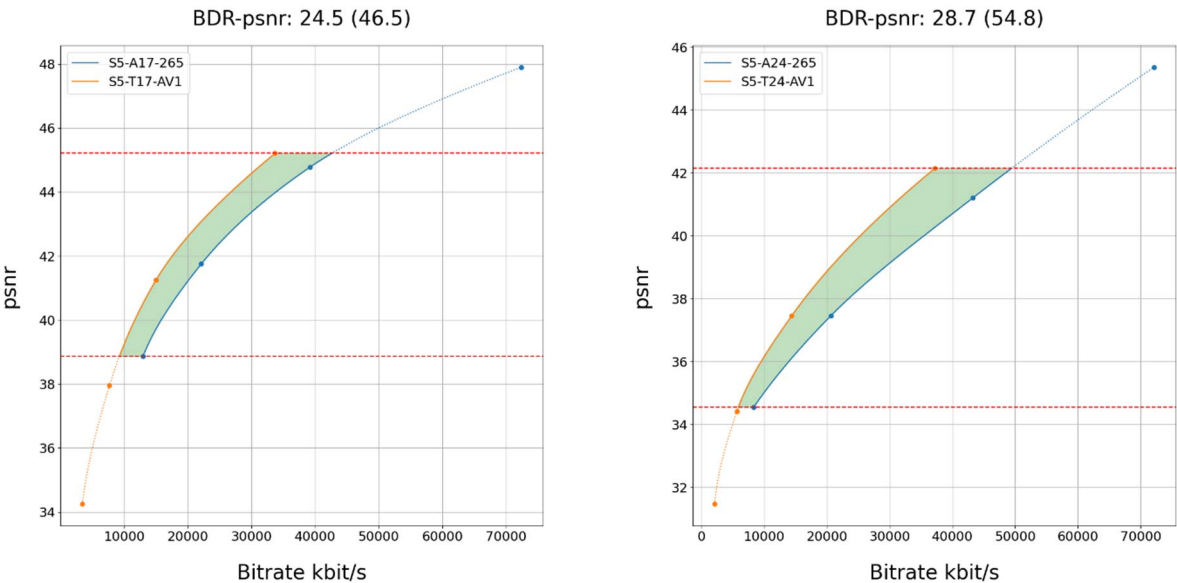 BDR-psnr: 24.5 (46.5)
S5-A17-265
S5-T17-AV1
48
46
44
42
40
38
36
34
psnr
10000 20000 30000 40000 50000 60000 70000
Bitrate kbit/s
BDR-psnr: 28.7 (54.8)
S5-A24-265
S5-T24-AV1
46
44
42
40
38
36
34
32
psnr
0 10000 20000 30000 40000 50000 60000 70000
Bitrate kbit/s